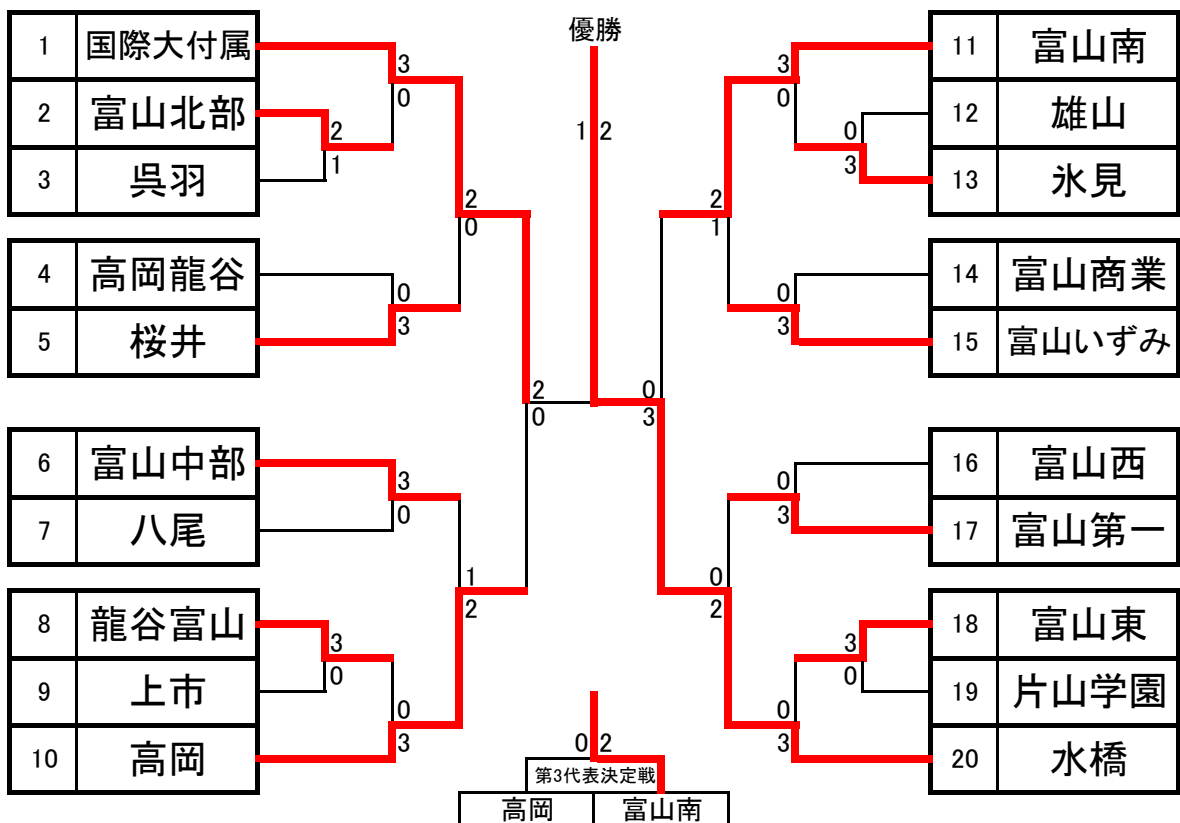 優勝
1 2
1 国際大付属
2 富山北部
3 呉羽
3
0
2
1
2
0
4 高岡龍谷
5 桜井
0
3
2
0
6 富山中部
7 八尾
3
0
1
2
8 龍谷富山
9 上市
10 高岡
3
0
0
3
11 富山南
12 雄山
13 氷見
3
0
0
3
2
1
14 富山商業
15 富山いずみ
0
3
0
3
16 富山西
17 富山第一
0
3
0
2
18 富山東
19 片山学園
20 水橋
3
0
0
3
0 2
第3代表決定戦
高岡 富山南